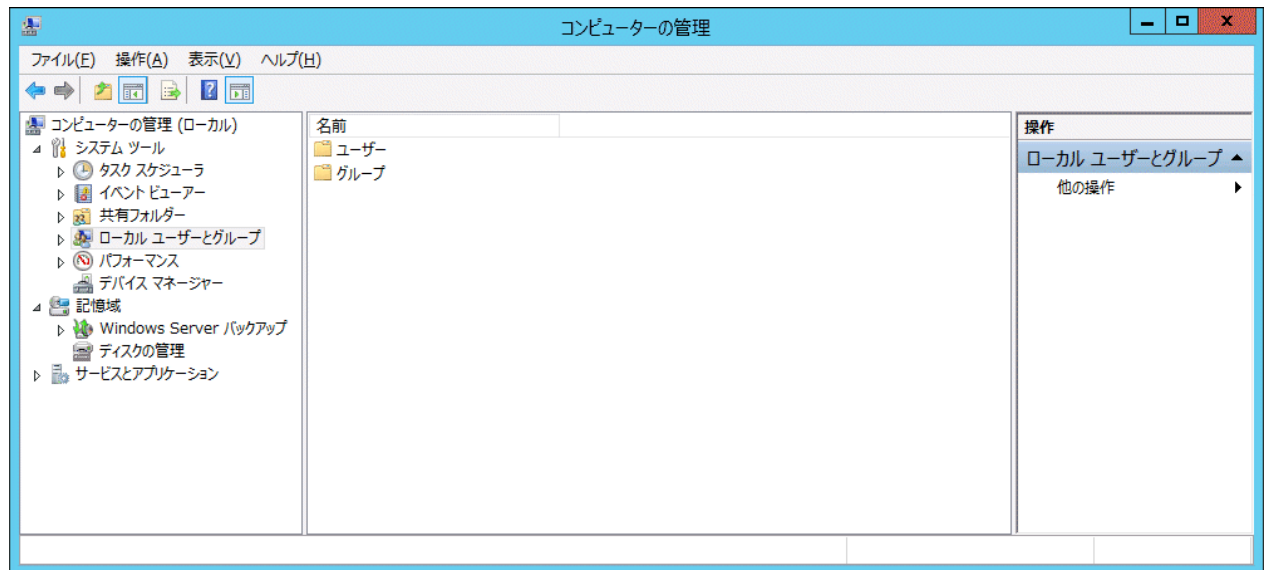 コンピューターの管理
ファイル(F) 操作(A) 表示(V) ヘルプ(H)
コンピューターの管理 (ローカル)
システム ツール
タスク スケジューラ
イベント ビューアー
共有フォルダー
ローカル ユーザーとグループ
パフォーマンス
デバイス マネージャー
記憶域
Windows Server バックアップ
ディスクの管理
サービスとアプリケーション
名前
ユーザー
グループ
操作
ローカル ユーザーとグループ
他の操作